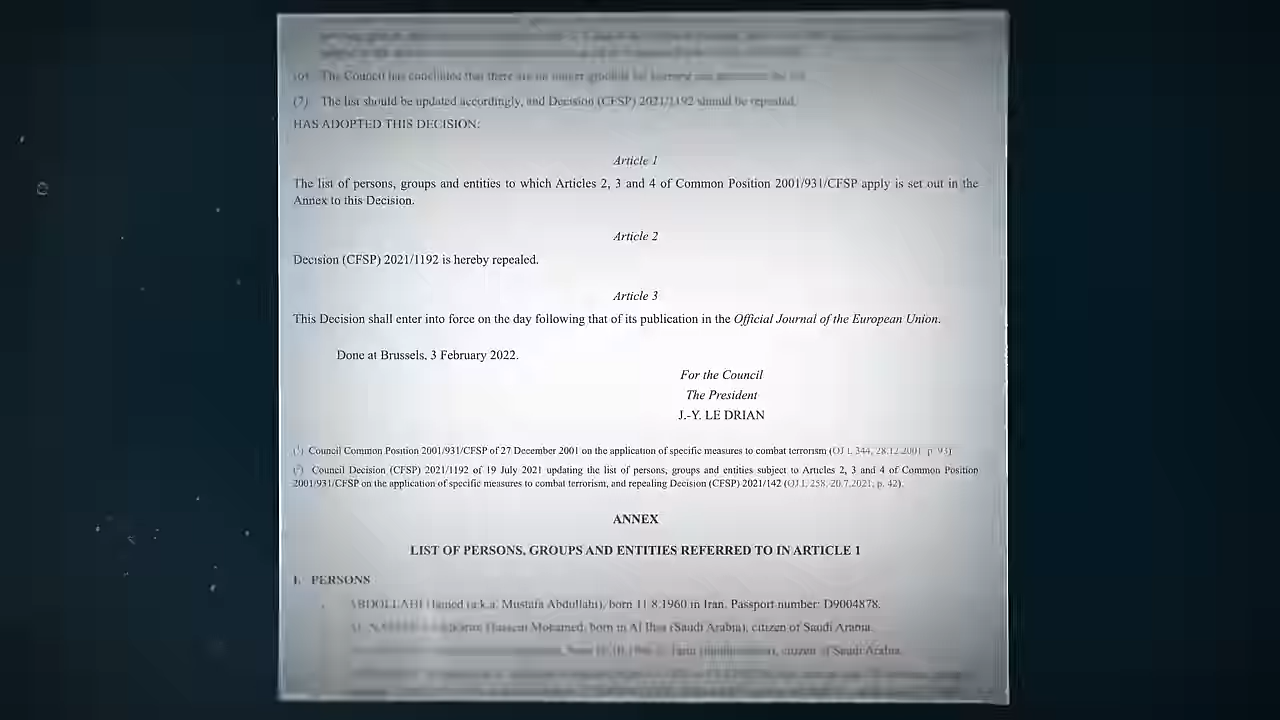 The Council has concluded that there are no longer grounds for keeping one
(7) The list should be updated accordingly, and Decision (CFSP) 2021/1192 should be repealed,
HAS ADOPTED THIS DECISION:
Article 1
The list of persons, groups and entities to which Articles 2, 3 and 4 of Common Position 2001/931/CFSP apply is set out in the
Annex to this Decision.
Article 2
Decision (CFSP) 2021/1192 is hereby repealed.
Article 3
This Decision shall enter into force on the day following that of its publication in the Official Journal of the European Union.
Done at Brussels, 3 February 2022.
For the Council
The President
J.-Y. LE DRIAN
(1) Council Common Position 2001/931/CFSP of 27 December 2001 on the application of specific measures to combat terrorism (OJ L 344, 28.12.2001, p. 93).
(2) Council Decision (CFSP) 2021/1192 of 19 July 2021 updating the list of persons, groups and entities subject to Articles 2, 3 and 4 of Common Position
2001/931/CFSP on the application of specific measures to combat terrorism, and repealing Decision (CFSP) 2021/142 (OJ L 258, 20.7.2021, p. 42).
ANNEX
LIST OF PERSONS, GROUPS AND ENTITIES REFERRED TO IN ARTICLE 1
I. PERSONS
ABDOLLAHI Hamed (a.k.a. Mustafa Abdullahi), born 11.8.1960 in Iran. Passport number: D9004878.
Hassein Mohamed, born in Al Ihsa (Saudi Arabia), citizen of Saudi Arabia.
citizen of Saudi Arabia.